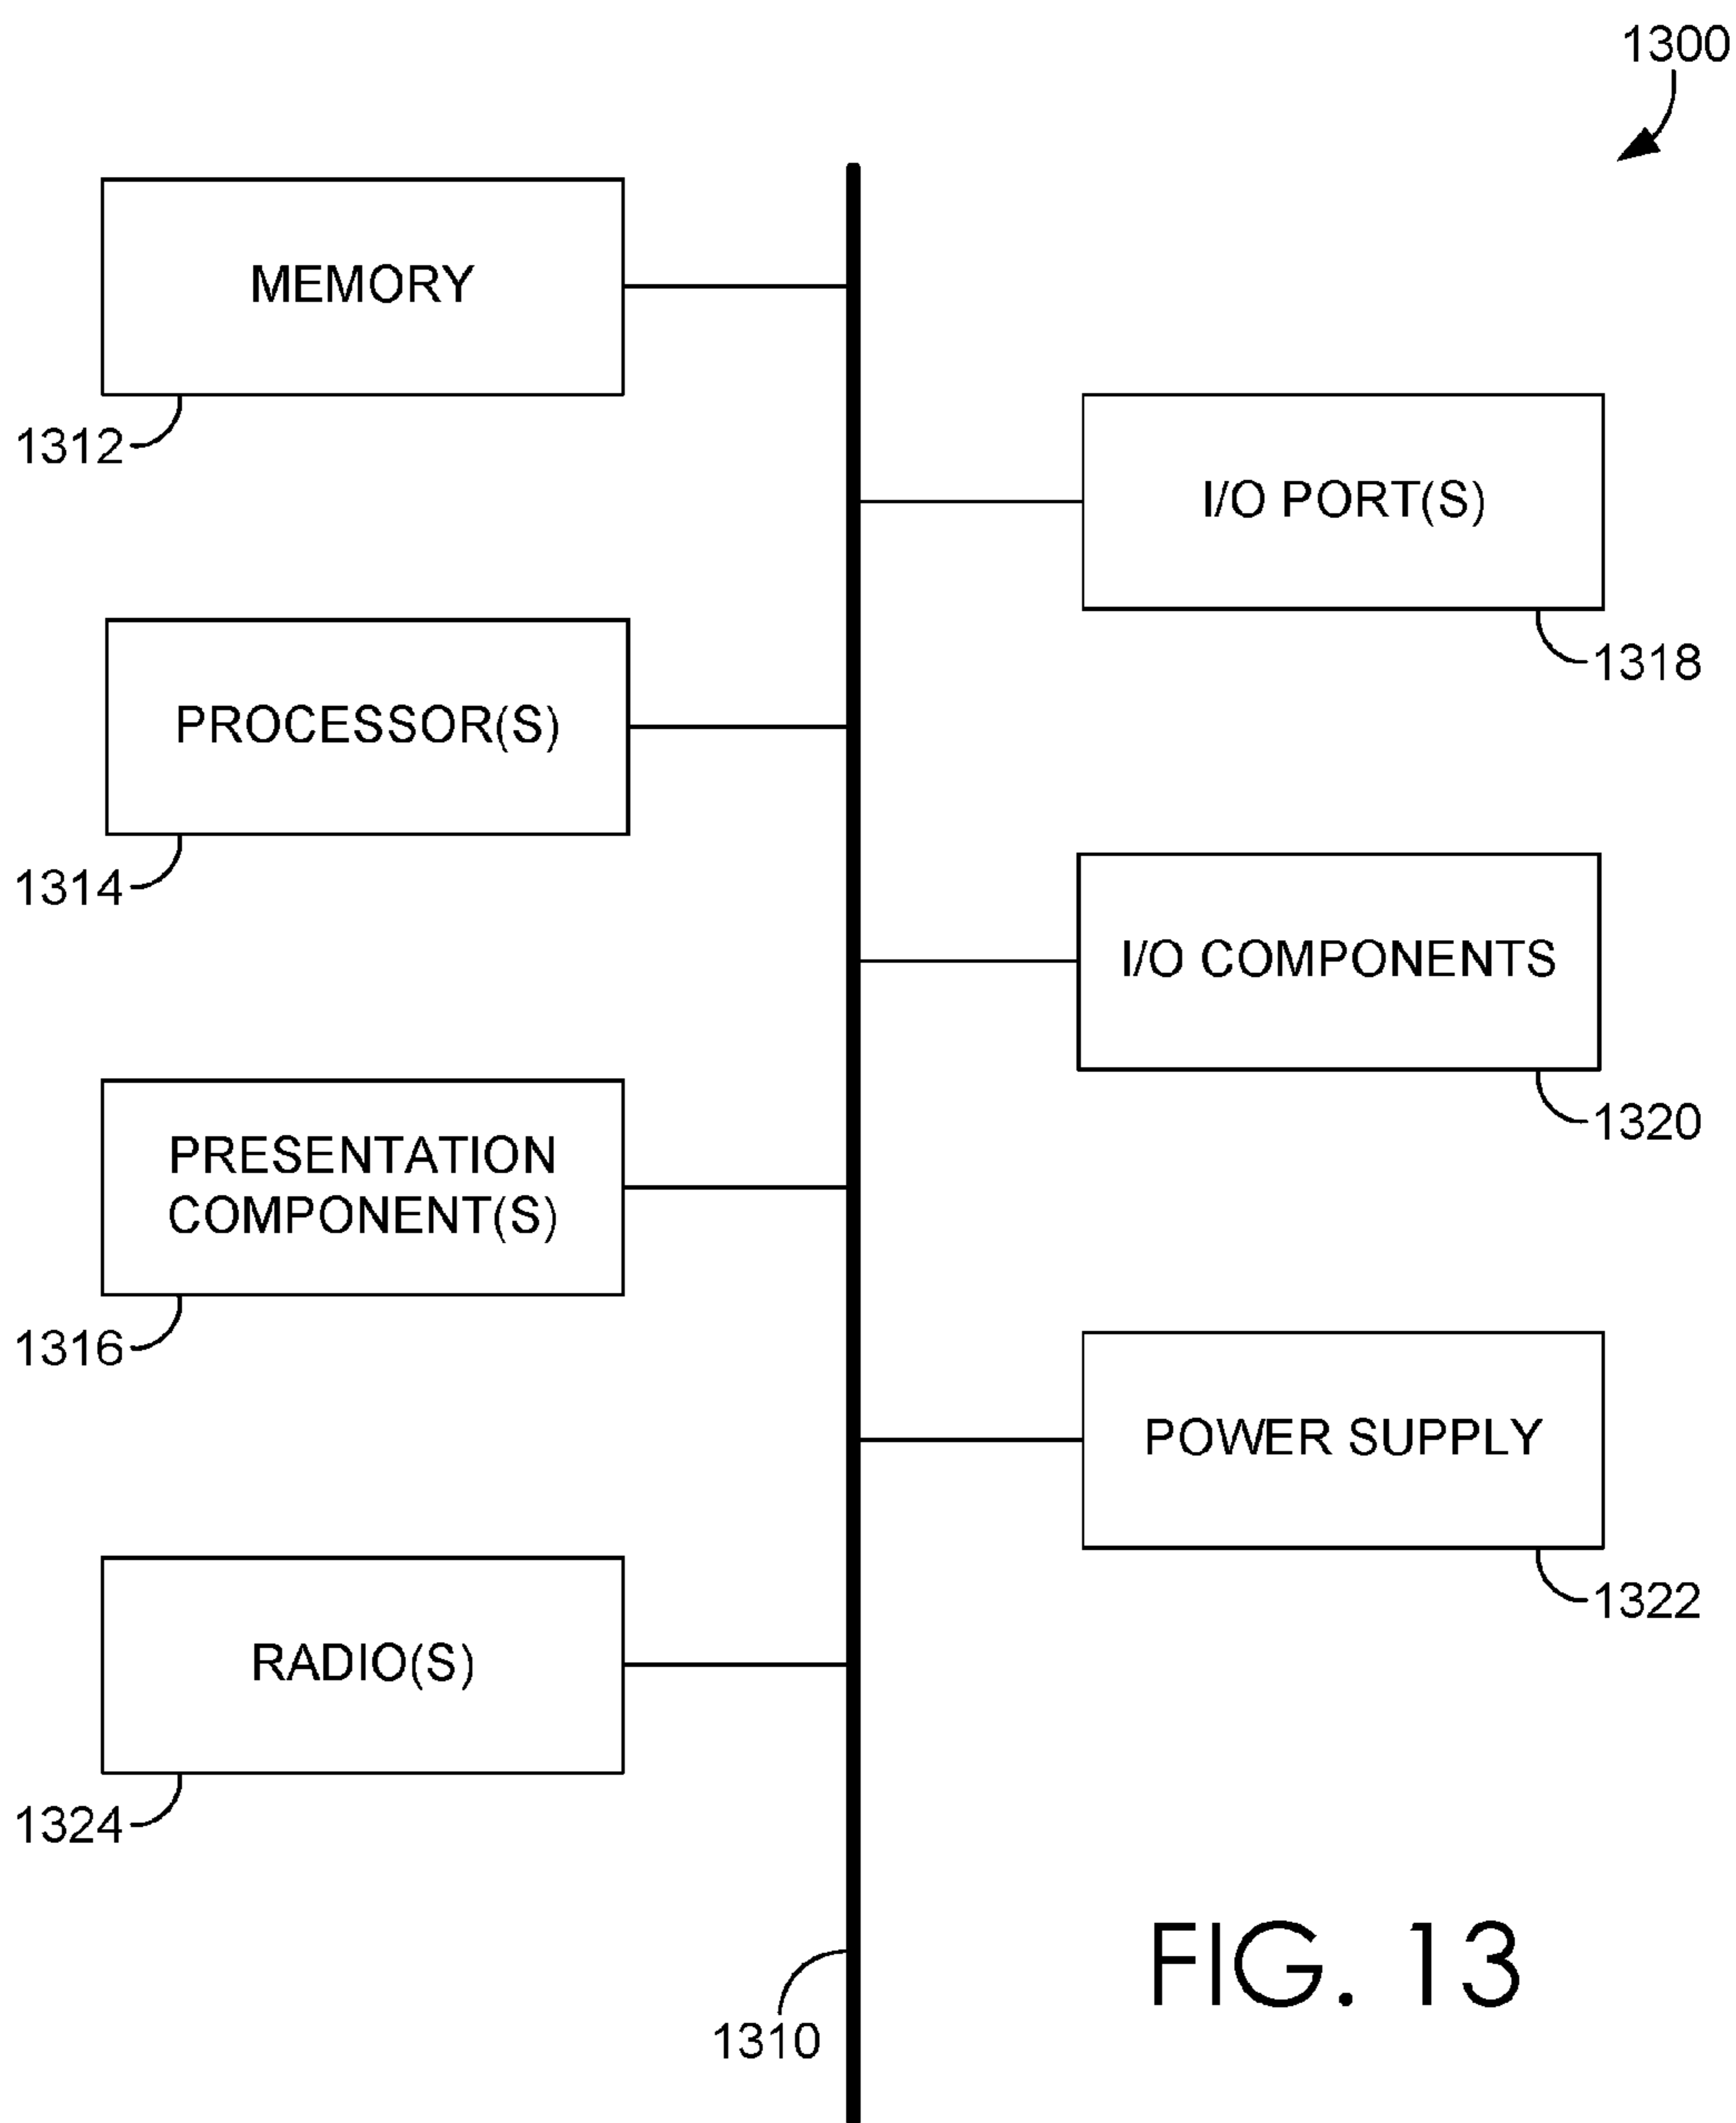 1300
MEMORY
1312
I/O PORT(S)
1318
PROCESSOR(S)
1314
I/O COMPONENTS
1320
PRESENTATION
COMPONENT(S)
1316
POWER SUPPLY
1322
RADIO(S)
1324
1310
FIG. 13